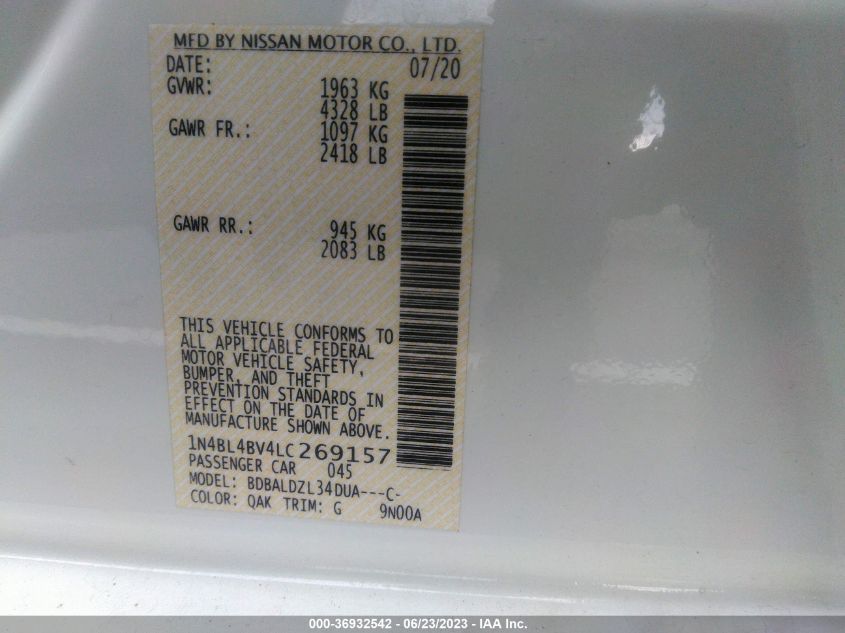 MFD BY NISSAN MOTOR CO., LTD.
DATE: 07/20
GVWR: 1963 KG
4328 LB
GAWR FR.: 1097 KG
2418 LB
GAWR RR.: 945 KG
2083 LB
THIS VEHICLE CONFORMS TO
ALL APPLICABLE FEDERAL
MOTOR VEHICLE SAFETY,
BUMPER, AND THEFT
PREVENTION STANDARDS IN
EFFECT ON THE DATE OF
MANUFACTURE SHOWN ABOVE.
1N4BL4BV4LC269157
PASSENGER CAR 045
MODEL: BDBALDZL34DUA---C-
COLOR: QAK TRIM: G 9N00A
000-36932542 - 06/23/2023 - IAA Inc.